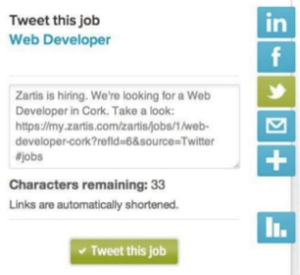 Tweet this job
Web Developer
Zartis is hiring. We're looking for a Web
Developer in Cork. Take a look:
https://my.zartis.com/zartis/jobs/1/web-
developer-cork?refId=6&source=Twitter
#jobs
Characters remaining: 33
Links are automatically shortened.
✔ Tweet this job
in
f